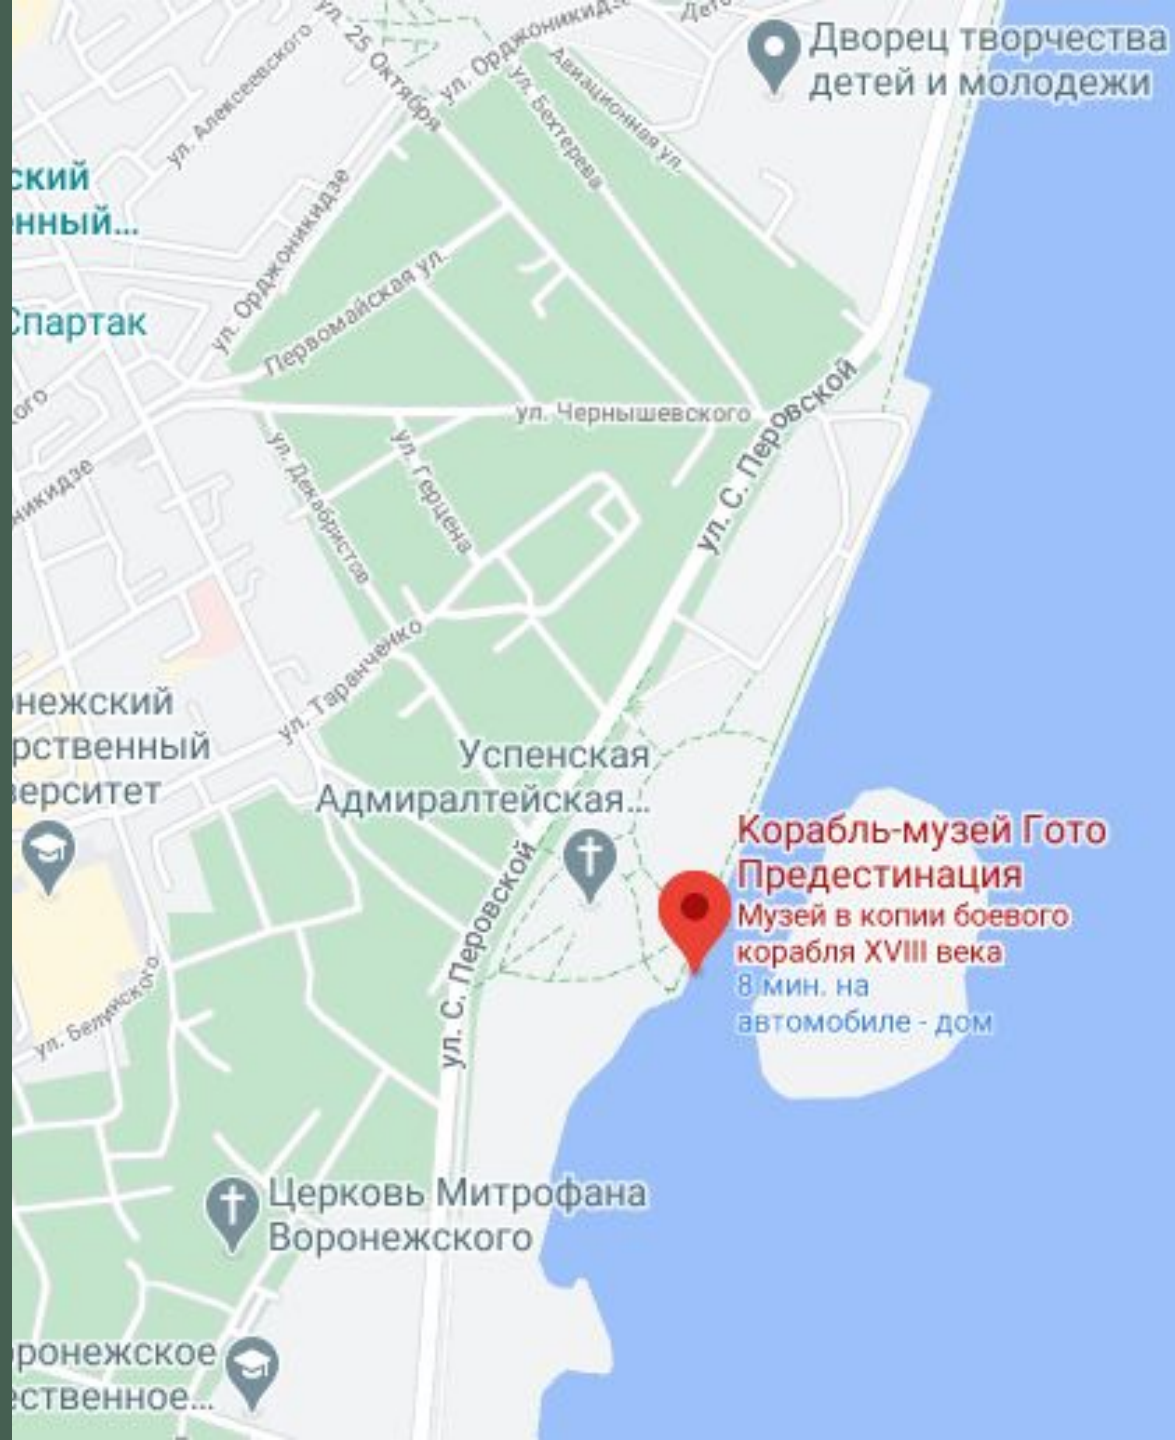 ул. 25 Октября
ул. Орджоникидзе
Дворец творчества
детей и молодежи
ул. Алексеевского
ул. Бехтерева
Авиационная ул.
ский
нный...
ул. Орджоникидзе
Первомайская ул.
Спартак
ого
ул. Чернышевского
ул. С. Перовской
ул. Декабристов
ул. Герцена
никидзе
ул. Таранченко
нежский
рственный
верситет
Успенская
Адмиралтейская...
Корабль-музей Гото
Предестинация
Музей в копии боевого
корабля XVIII века
8 мин. на
автомобиле - дом
ул. С. Перовской
ул. Белинского
Церковь Митрофана
Воронежского
ронежское
ественное...